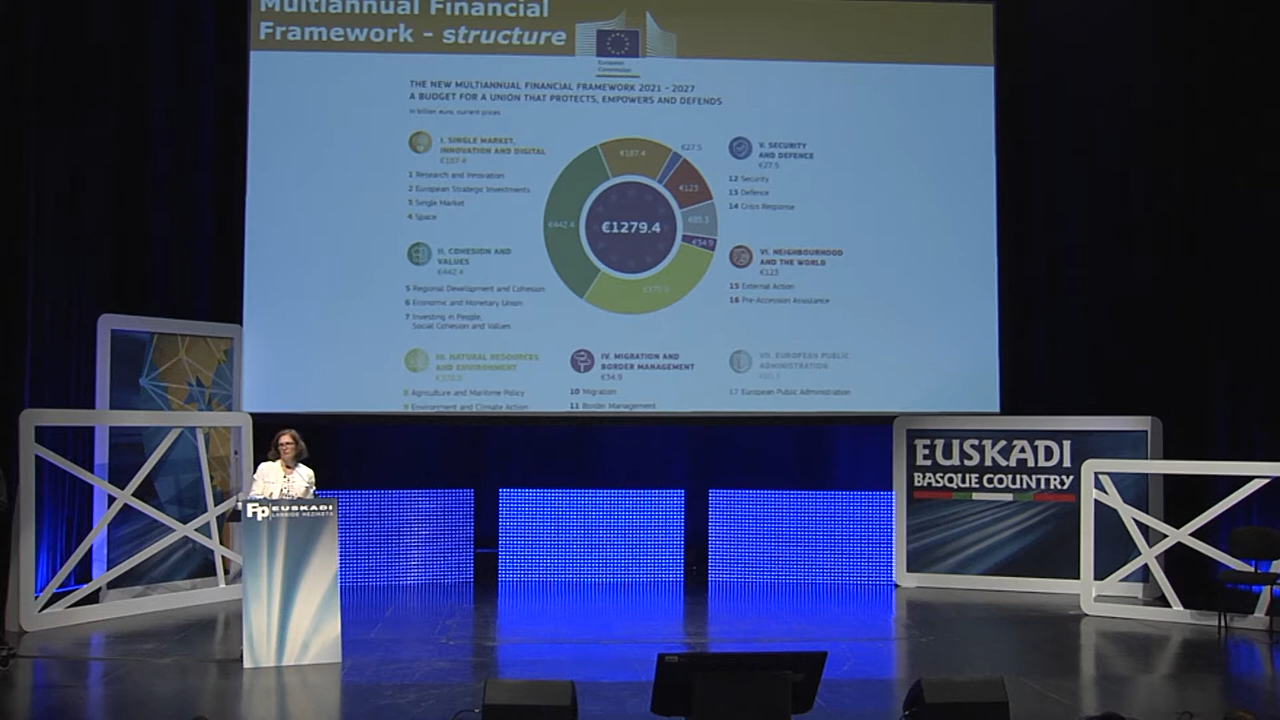 Multiannual Financial
Framework - structure
European
Commission
THE NEW MULTIANNUAL FINANCIAL FRAMEWORK 2021 - 2027
A BUDGET FOR A UNION THAT PROTECTS, EMPOWERS AND DEFENDS
In billion euro, current prices
I. SINGLE MARKET,
INNOVATION AND DIGITAL
€187.4
1 Research and Innovation
2 European Strategic Investments
3 Single Market
4 Space
II. COHESION AND
VALUES
€442.4
5 Regional Development and Cohesion
6 Economic and Monetary Union
7 Investing in People,
Social Cohesion and Values
III. NATURAL RESOURCES
AND ENVIRONMENT
8 Agriculture and Maritime Policy
9 Environment and Climate Action
€187.4
€27.5
€123
€85.3
€34.9
€442.4
€1279.4
IV. MIGRATION AND
BORDER MANAGEMENT
€34.9
10 Migration
11 Border Management
V. SECURITY
AND DEFENCE
€27.5
12 Security
13 Defence
14 Crisis Response
VI. NEIGHBOURHOOD
AND THE WORLD
€123
15 External Action
16 Pre-Accession Assistance
VII. EUROPEAN PUBLIC
ADMINISTRATION
17 European Public Administration
Fp EUSKADI
LANBIDE HEZIKETA
EUSKADI
BASQUE COUNTRY